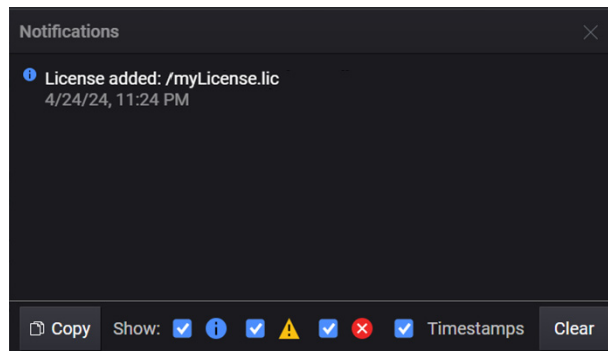 Notifications
License added: /myLicense.lic
4/24/24, 11:24 PM
Copy Show: Timestamps Clear